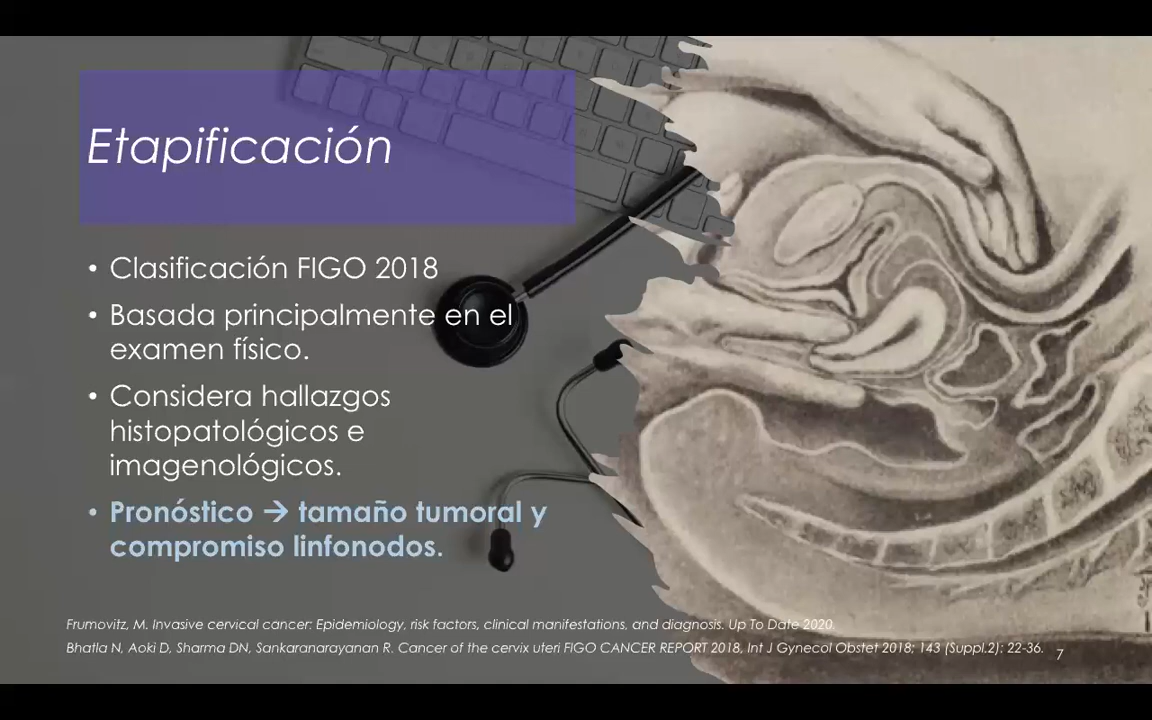 Etapificación
• Clasificación FIGO 2018
• Basada principalmente en el
examen físico.
• Considera hallazgos
histopatológicos e
imagenológicos.
• Pronóstico → tamaño tumoral y
compromiso linfonodos.
Frumovitz, M. Invasive cervical cancer: Epidemiology, risk factors, clinical manifestations, and diagnosis. Up To Date 2020.
Bhatla N, Aoki D, Sharma DN, Sankaranarayanan R. Cancer of the cervix uteri FIGO CANCER REPORT 2018, Int J Gynecol Obstet 2018; 143 (Suppl.2): 22-36.
7